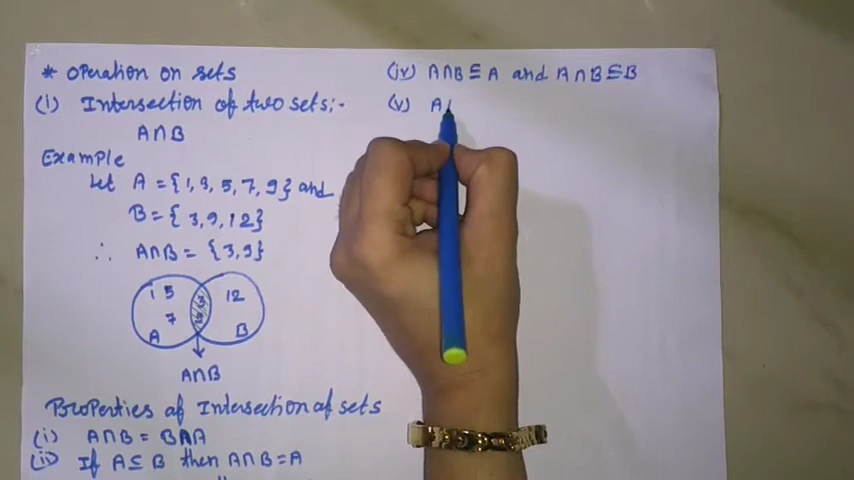 * Operation on sets
(i) Intersection of two sets:-
A∩B
Example
Let A = {1, 3, 5, 7, 9} and
B = {3, 9, 12}
∴ A∩B = {3, 9}
1 5
7
3
9
12
A
B
A∩B
Properties of Intersection of sets
(i) A∩B = B∩A
(ii) If A ⊆ B then A∩B = A
(iv) A∩B ⊆ A and A∩B ⊆ B
(v) A